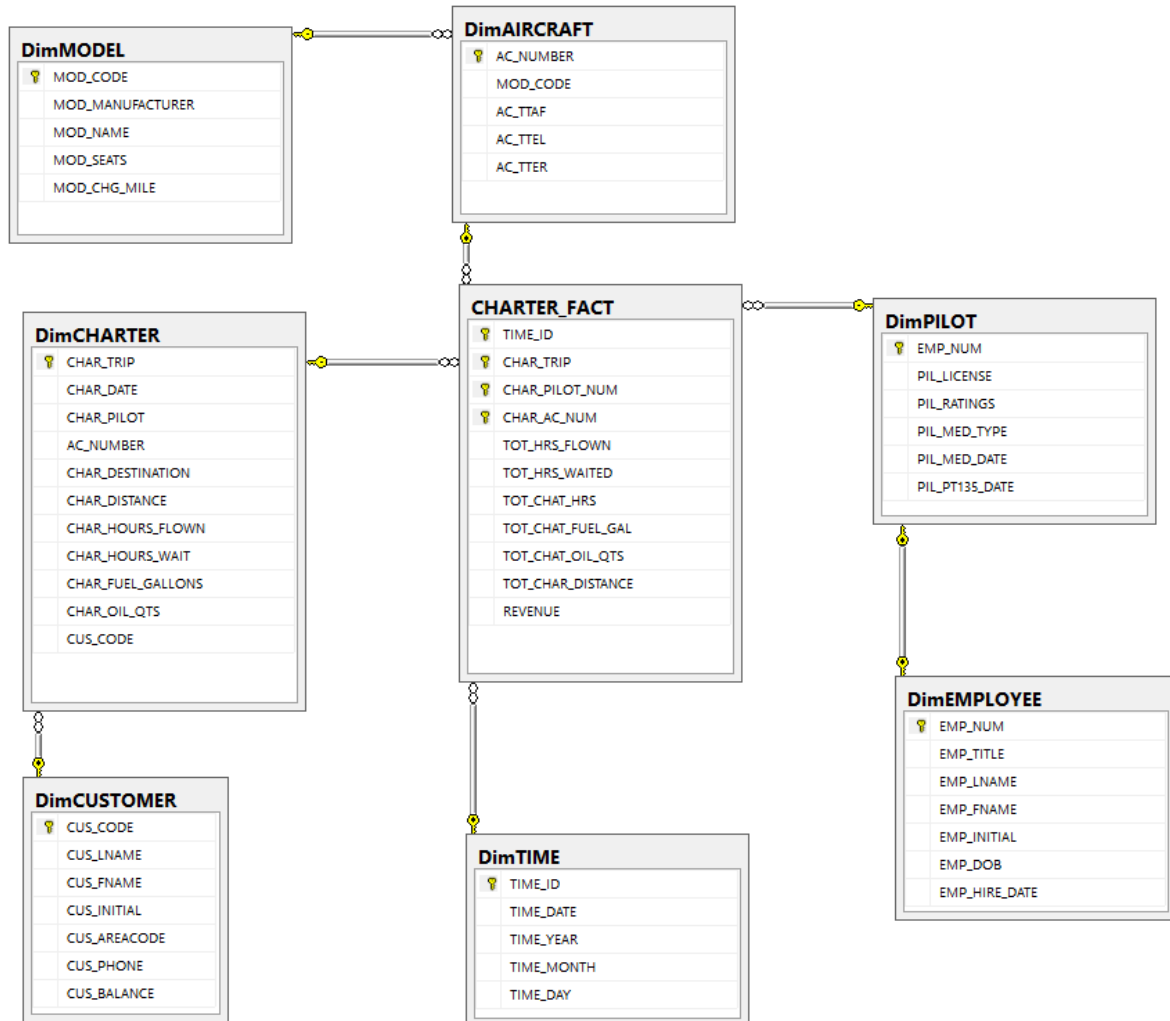 DimMODEL
MOD_CODE
MOD_MANUFACTURER
MOD_NAME
MOD_SEATS
MOD_CHG_MILE
DimAIRCRAFT
AC_NUMBER
MOD_CODE
AC_TTAF
AC_TTEL
AC_TTER
DimCHARTER
CHAR_TRIP
CHAR_DATE
CHAR_PILOT
AC_NUMBER
CHAR_DESTINATION
CHAR_DISTANCE
CHAR_HOURS_FLOWN
CHAR_HOURS_WAIT
CHAR_FUEL_GALLONS
CHAR_OIL_QTS
CUS_CODE
CHARTER_FACT
TIME_ID
CHAR_TRIP
CHAR_PILOT_NUM
CHAR_AC_NUM
TOT_HRS_FLOWN
TOT_HRS_WAITED
TOT_CHAT_HRS
TOT_CHAT_FUEL_GAL
TOT_CHAT_OIL_QTS
TOT_CHAR_DISTANCE
REVENUE
DimPILOT
EMP_NUM
PIL_LICENSE
PIL_RATINGS
PIL_MED_TYPE
PIL_MED_DATE
PIL_PT135_DATE
DimCUSTOMER
CUS_CODE
CUS_LNAME
CUS_FNAME
CUS_INITIAL
CUS_AREACODE
CUS_PHONE
CUS_BALANCE
DimTIME
TIME_ID
TIME_DATE
TIME_YEAR
TIME_MONTH
TIME_DAY
DimEMPLOYEE
EMP_NUM
EMP_TITLE
EMP_LNAME
EMP_FNAME
EMP_INITIAL
EMP_DOB
EMP_HIRE_DATE